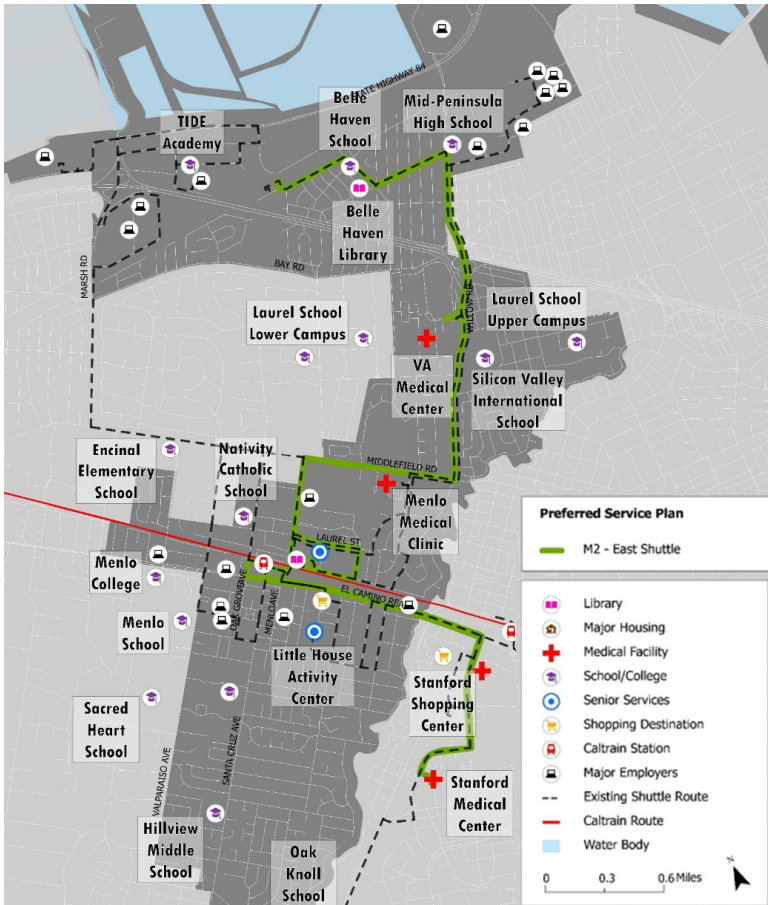 STATE HIGHWAY 84
Belle
Haven
School
Mid-Peninsula
High School
TIDE
Academy
Belle
Haven
Library
BAY RD
MARSH RD
WILLOW RD
Laurel School
Lower Campus
Laurel School
Upper Campus
VA
Medical
Center
Silicon Valley
International
School
Encinal
Elementary
School
Nativity
Catholic
School
MIDDLEFIELD RD
Menlo
Medical
Clinic
LAUREL ST
Menlo
College
OAK GROVE AVE
MENLO AVE
EL CAMINO REAL
Menlo
School
Little House
Activity
Center
Stanford
Shopping
Center
Sacred
Heart
School
VALPARAISO AVE
SANTA CRUZ AVE
Stanford
Medical
Center
Hillview
Middle
School
Oak
Knoll
School
Preferred Service Plan
M2 - East Shuttle
Library
Major Housing
Medical Facility
School/College
Senior Services
Shopping Destination
Caltrain Station
Major Employers
Existing Shuttle Route
Caltrain Route
Water Body
N
0 0.3 0.6 Miles